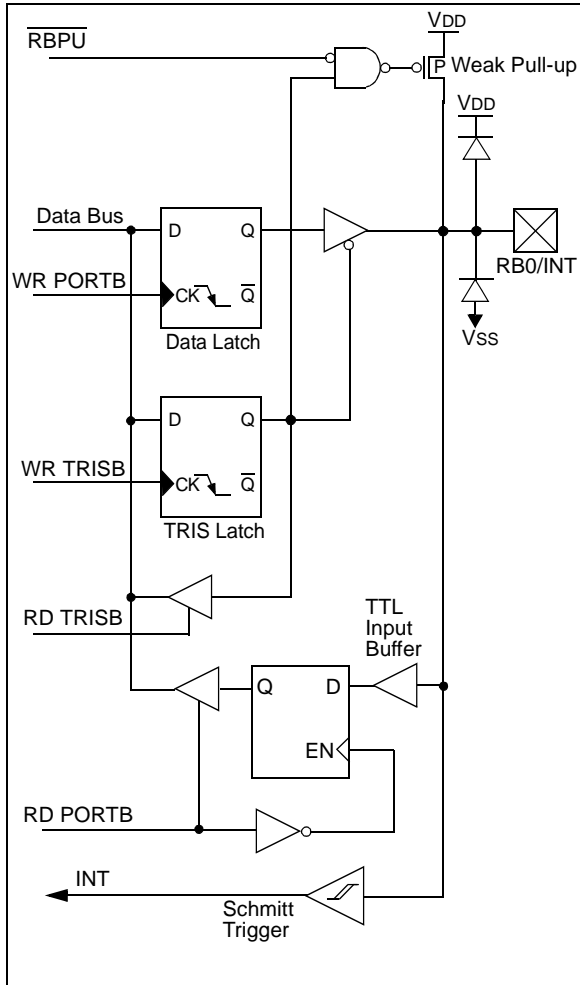 VDD
RBPU
P
Weak Pull-up
VDD
Data Bus
D
Q
WR PORTB
CK
Q
Data Latch
RB0/INT
VSS
D
Q
WR TRISB
CK
Q
TRIS Latch
RD TRISB
TTL
Input
Buffer
Q
D
EN
RD PORTB
INT
Schmitt
Trigger